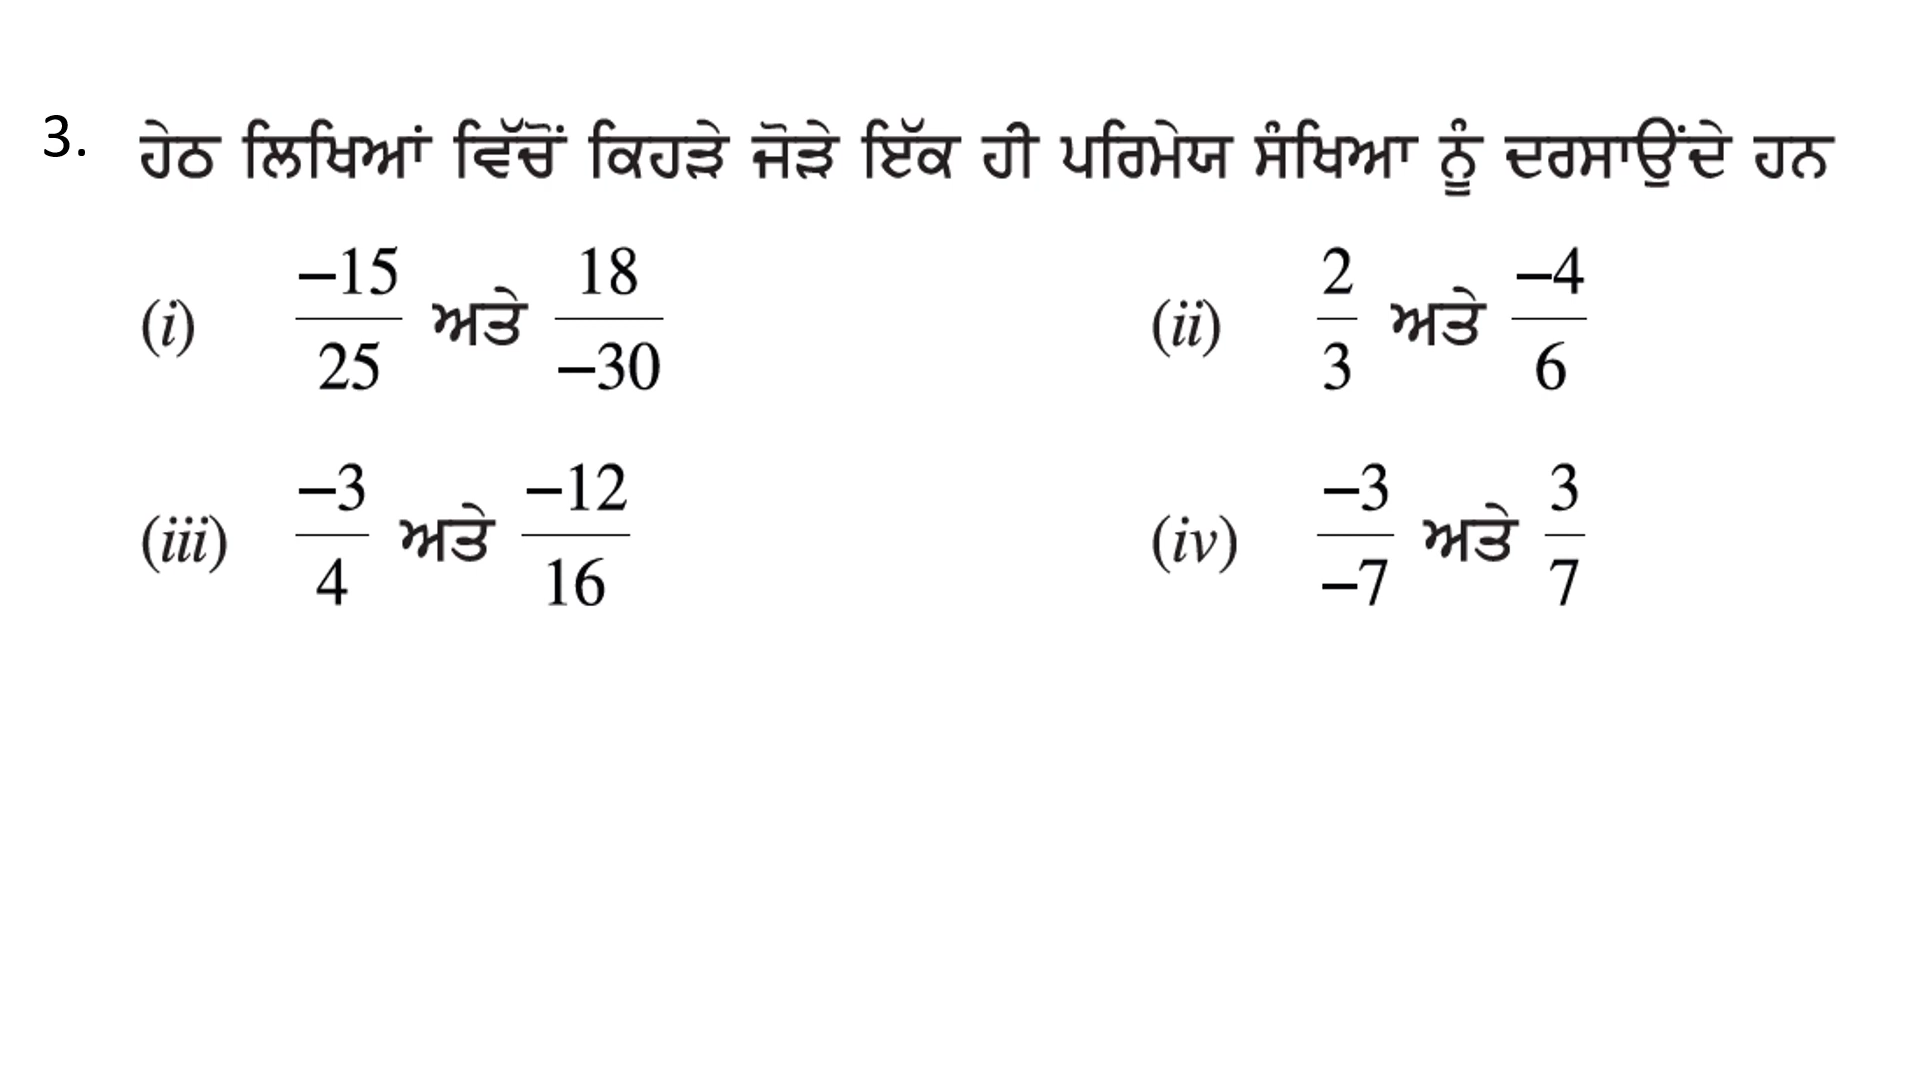 3. ਹੇਠ ਲਿਖਿਆਂ ਵਿੱਚੋਂ ਕਿਹੜੇ ਜੋੜੇ ਇੱਕ ਹੀ ਪਰਿਮੇਯ ਸੰਖਿਆ ਨੂੰ ਦਰਸਾਉਂਦੇ ਹਨ
(i) −15/25 ਅਤੇ 18/−30 (ii) 2/3 ਅਤੇ −4/6
(iii) −3/4 ਅਤੇ −12/16 (iv) −3/−7 ਅਤੇ 3/7